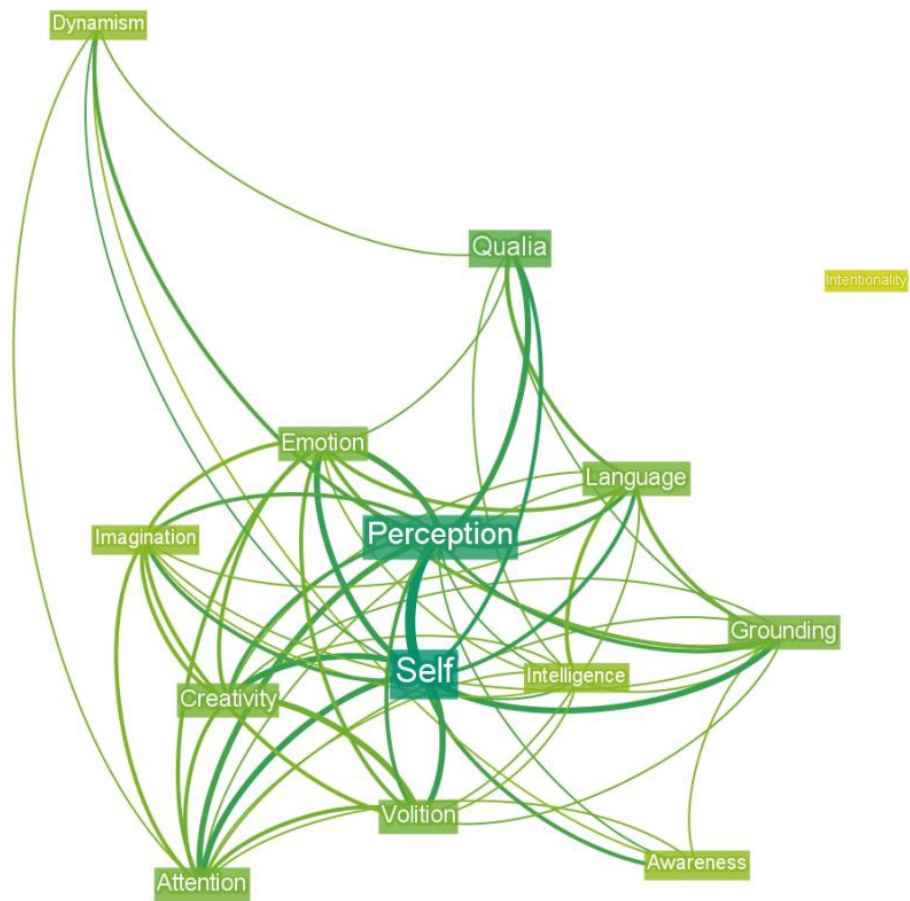 Dynamism
Qualia
Intentionality
Emotion
Language
Perception
Imagination
Grounding
Self
Intelligence
Creativity
Volition
Awareness
Attention